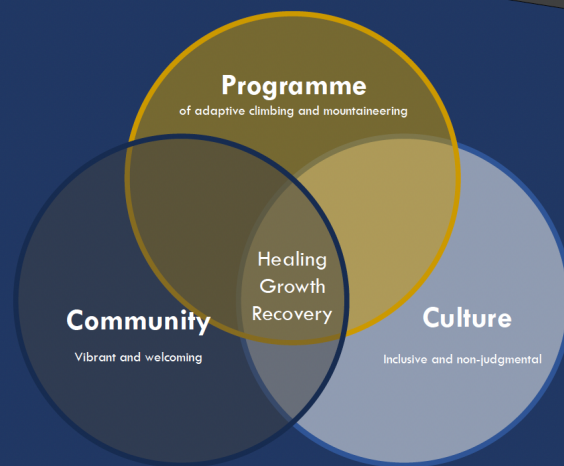 Programme
of adaptive climbing and mountaineering
Healing
Growth
Recovery
Community
Vibrant and welcoming
Culture
Inclusive and non-judgmental